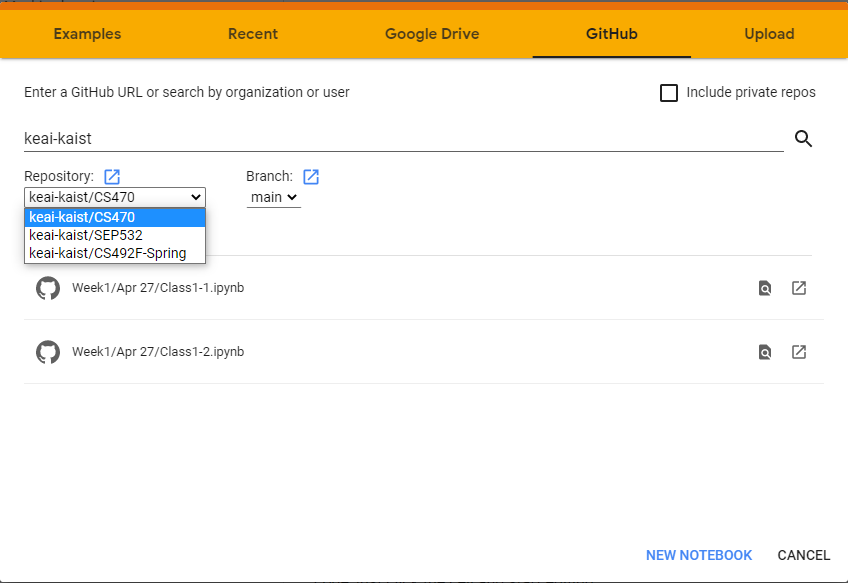 Examples Recent Google Drive GitHub Upload
Enter a GitHub URL or search by organization or user Include private repos
keai-kaist
Repository: Branch:
keai-kaist/CS470 main
keai-kaist/CS470
keai-kaist/SEP532
keai-kaist/CS492F-Spring
Week1/Apr 27/Class1-1.ipynb
Week1/Apr 27/Class1-2.ipynb
NEW NOTEBOOK CANCEL